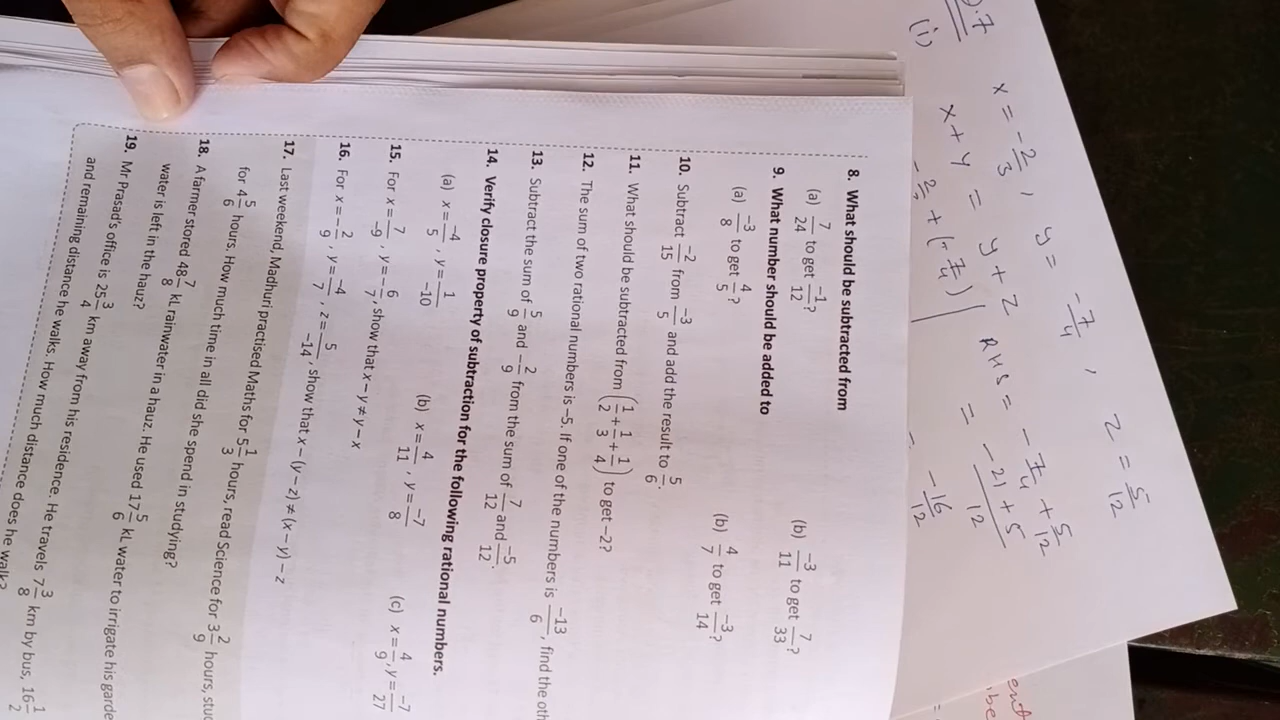 8. What should be subtracted from
(a) 7/24 to get -1/12?
(b) -3/11 to get 7/33?
9. What number should be added to
(a) -3/8 to get 4/5?
(b) 4/7 to get -3/14?
10. Subtract -2/15 from -3/5 and add the result to 5/6.
11. What should be subtracted from (1/2 + 1/3 + 1/4) to get –2?
12. The sum of two rational numbers is –5. If one of the numbers is -13/6, find the oth
13. Subtract the sum of 5/9 and -2/9 from the sum of 7/12 and -5/12.
14. Verify closure property of subtraction for the following rational numbers.
(a) x = -4/5, y = 1/-10
(b) x = 4/11, y = -7/8
(c) x = 4/9, y = -7/27
15. For x = 7/-9, y = -6/7, show that x – y ≠ y – x
16. For x = -2/9, y = -4/7, z = 5/-14, show that x – (y – z) ≠ (x – y) – z
17. Last weekend, Madhuri practised Maths for 5 1/3 hours, read Science for 3 2/9 hours, stu
for 4 5/6 hours. How much time in all did she spend in studying?
18. A farmer stored 48 7/8 kL rainwater in a hauz. He used 17 5/6 kL water to irrigate his garde
water is left in the hauz?
19. Mr Prasad's office is 25 3/4 km away from his residence. He travels 7 3/8 km by bus, 16 1/2
and remaining distance he walks. How much distance does he walk?
7
(i) x = -2/3, y = -7/4, z = 5/12
x + y = y + z
-2/3 + (-7/4)
RHS = -7/4 + 5/12
= -21 + 5/12
-16/12